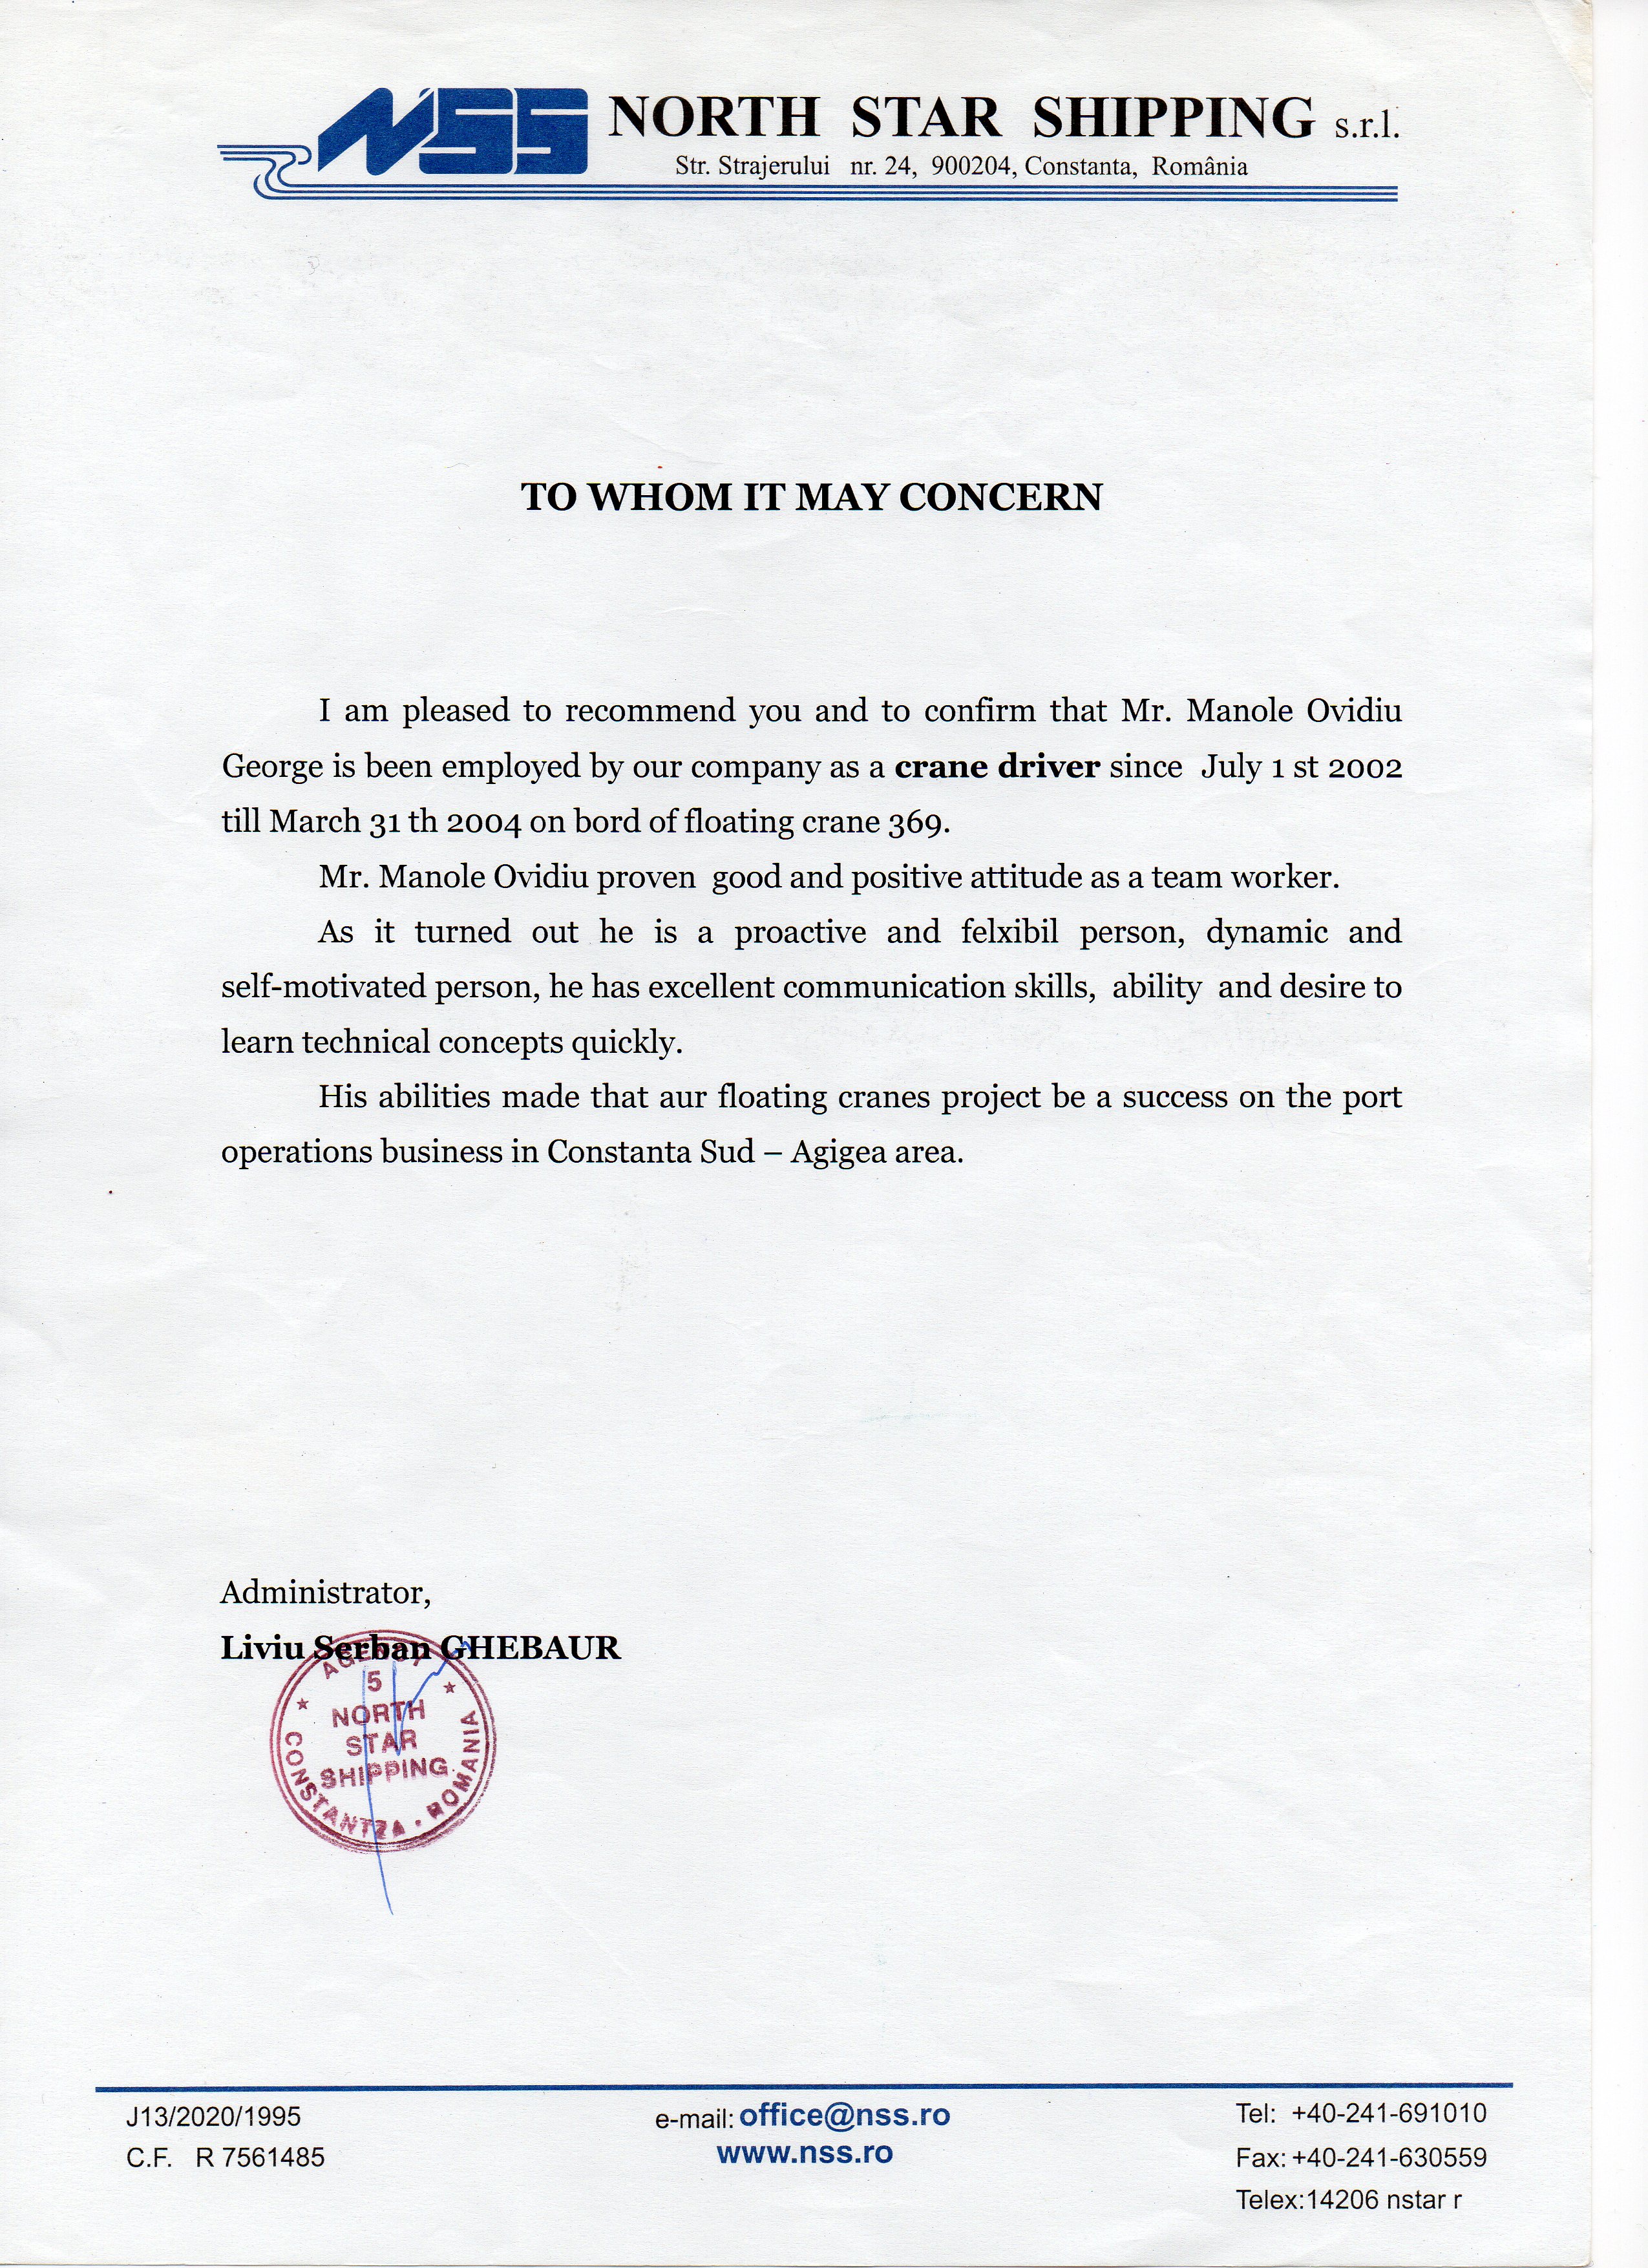 NSS NORTH STAR SHIPPING s.r.l.
Str. Strajerului nr. 24, 900204, Constanta, România
TO WHOM IT MAY CONCERN
I am pleased to recommend you and to confirm that Mr. Manole Ovidiu
George is been employed by our company as a crane driver since July 1 st 2002
till March 31 th 2004 on bord of floating crane 369.
Mr. Manole Ovidiu proven good and positive attitude as a team worker.
As it turned out he is a proactive and felxibil person, dynamic and
self-motivated person, he has excellent communication skills, ability and desire to
learn technical concepts quickly.
His abilities made that aur floating cranes project be a success on the port
operations business in Constanta Sud – Agigea area.
Administrator,
Liviu Serban GHEBAUR
AGENCY
5
NORTH
STAR
SHIPPING
CONSTANTZA · ROMANIA
J13/2020/1995
C.F. R 7561485
e-mail: office@nss.ro
www.nss.ro
Tel: +40-241-691010
Fax: +40-241-630559
Telex:14206 nstar r